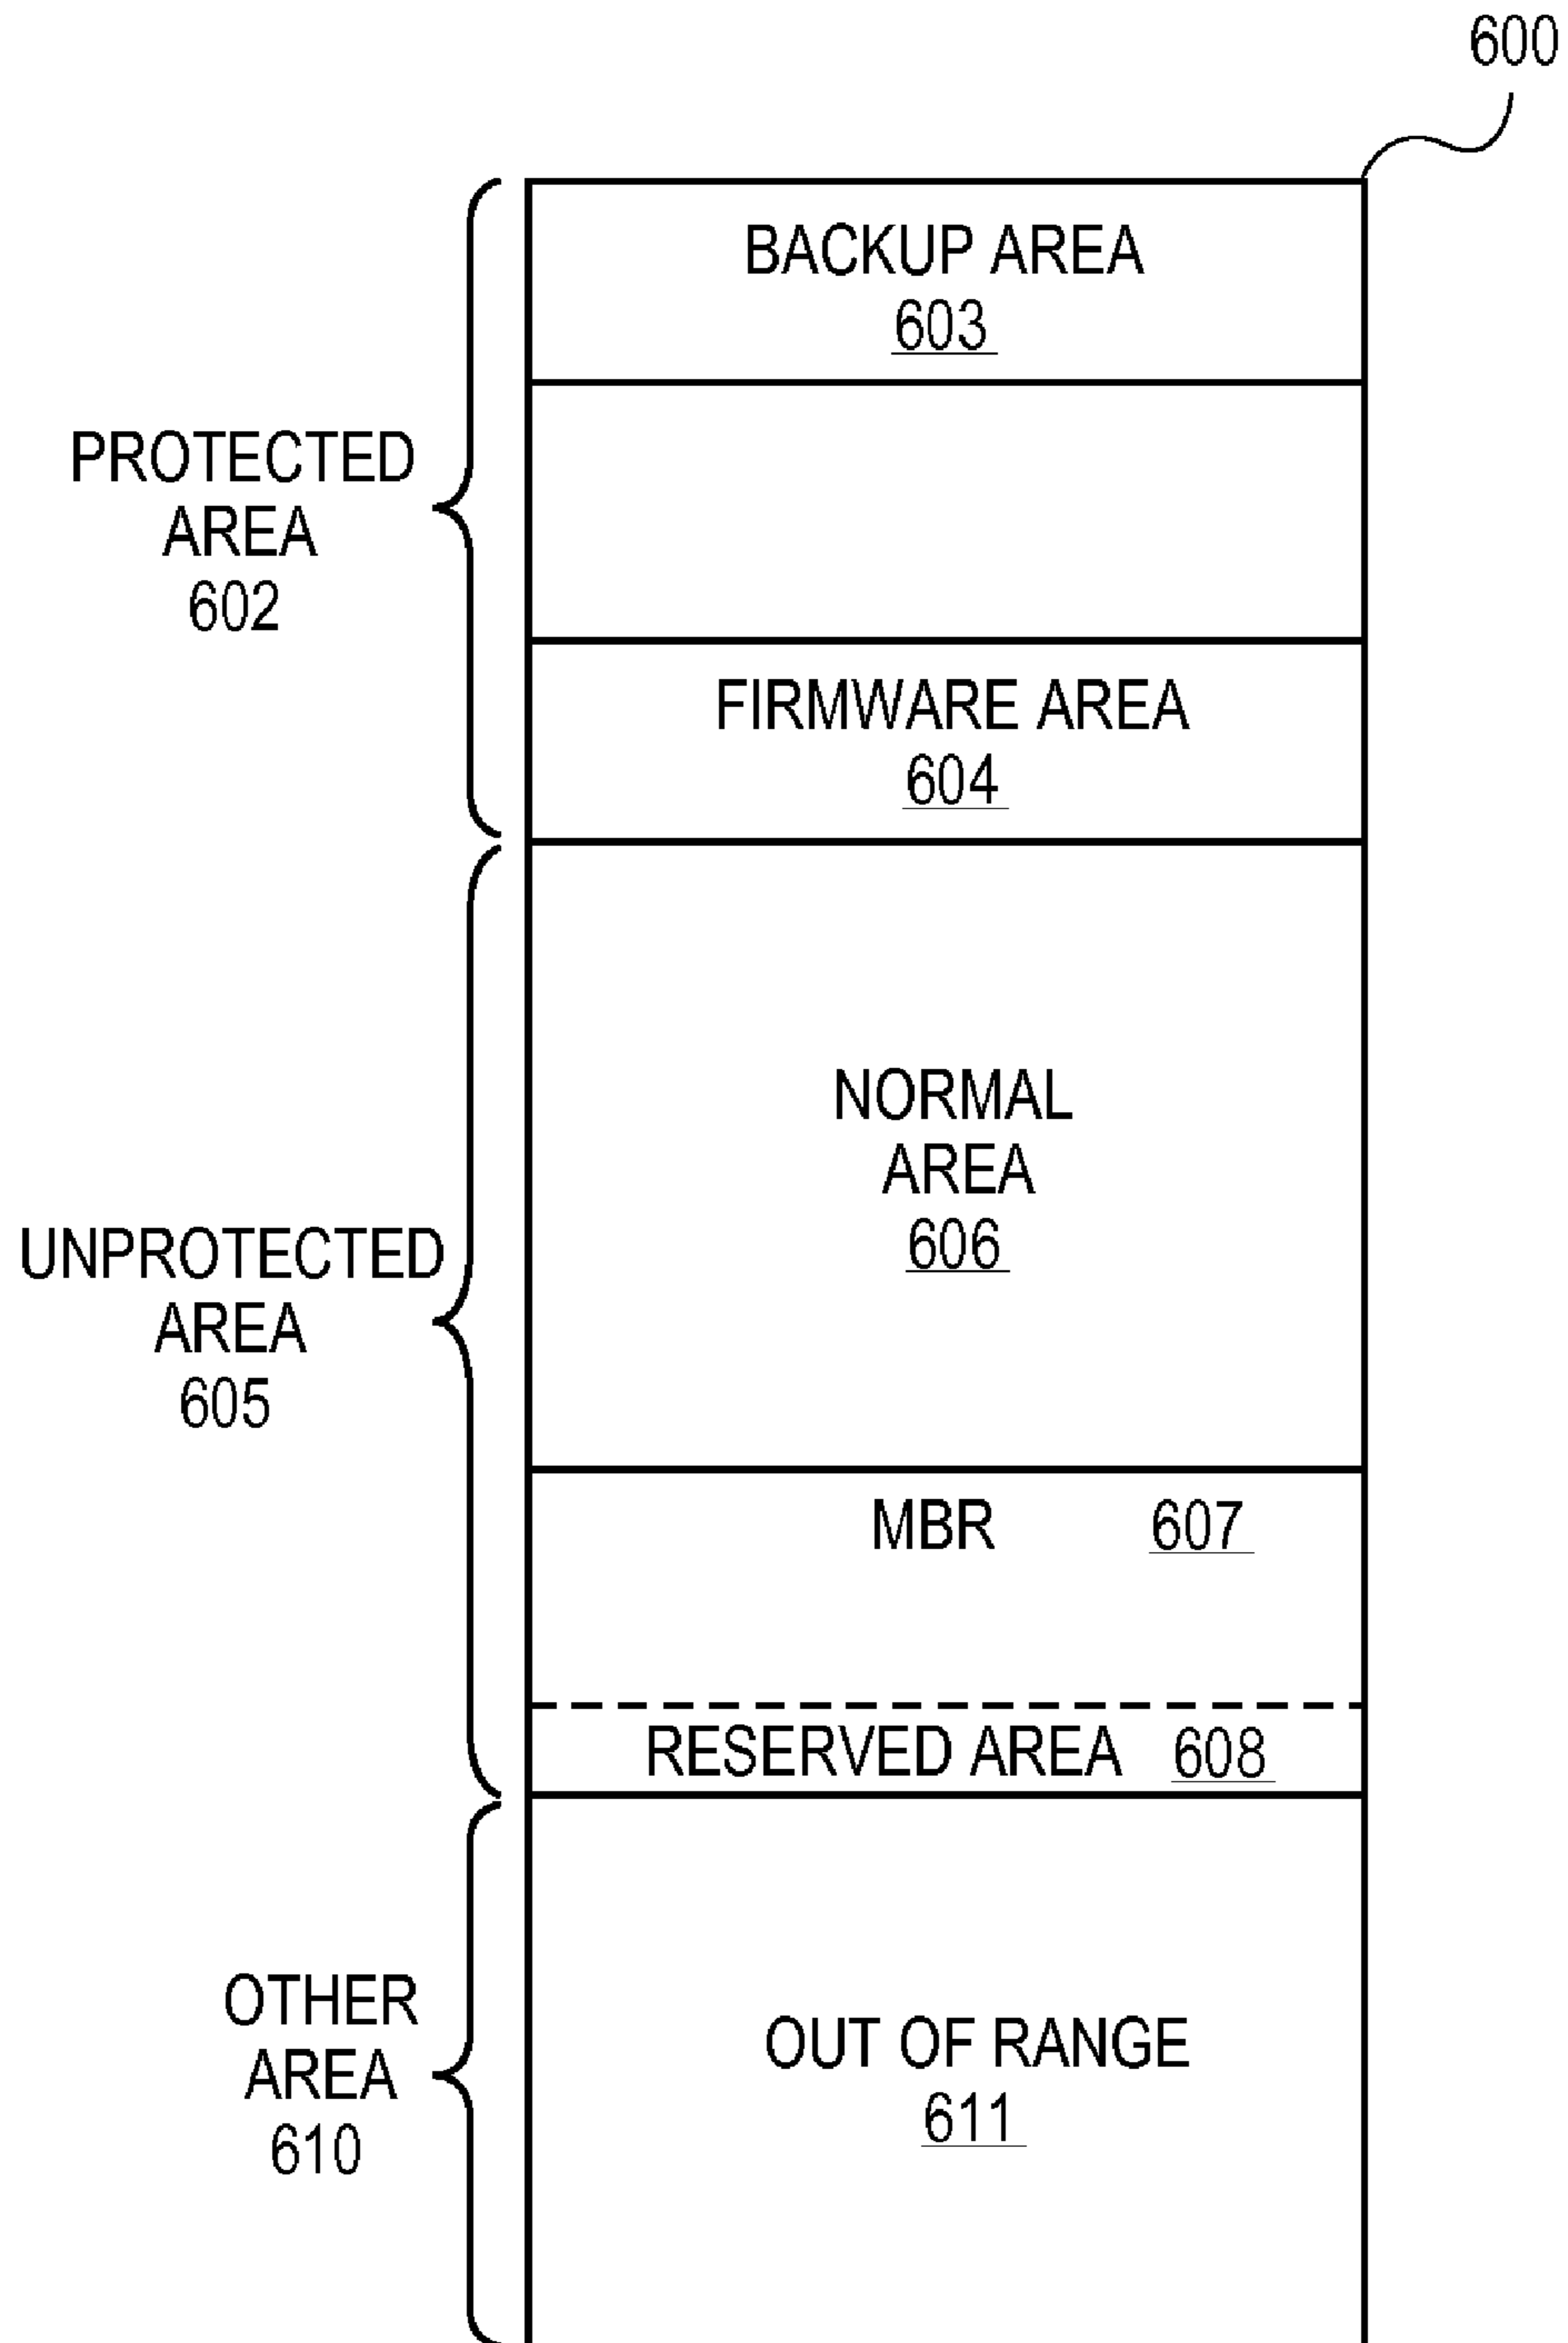 600
BACKUP AREA
603
PROTECTED
AREA
602
FIRMWARE AREA
604
NORMAL
AREA
606
UNPROTECTED
AREA
605
MBR 607
RESERVED AREA 608
OTHER
AREA
610
OUT OF RANGE
611